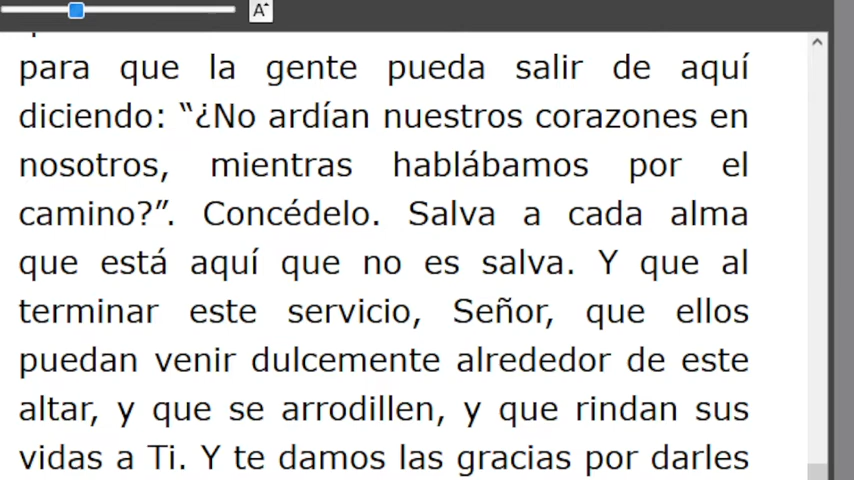 A
para que la gente pueda salir de aquí
diciendo: “¿No ardían nuestros corazones en
nosotros, mientras hablábamos por el
camino?”. Concédelo. Salva a cada alma
que está aquí que no es salva. Y que al
terminar este servicio, Señor, que ellos
puedan venir dulcemente alrededor de este
altar, y que se arrodillen, y que rindan sus
vidas a Ti. Y te damos las gracias por darles